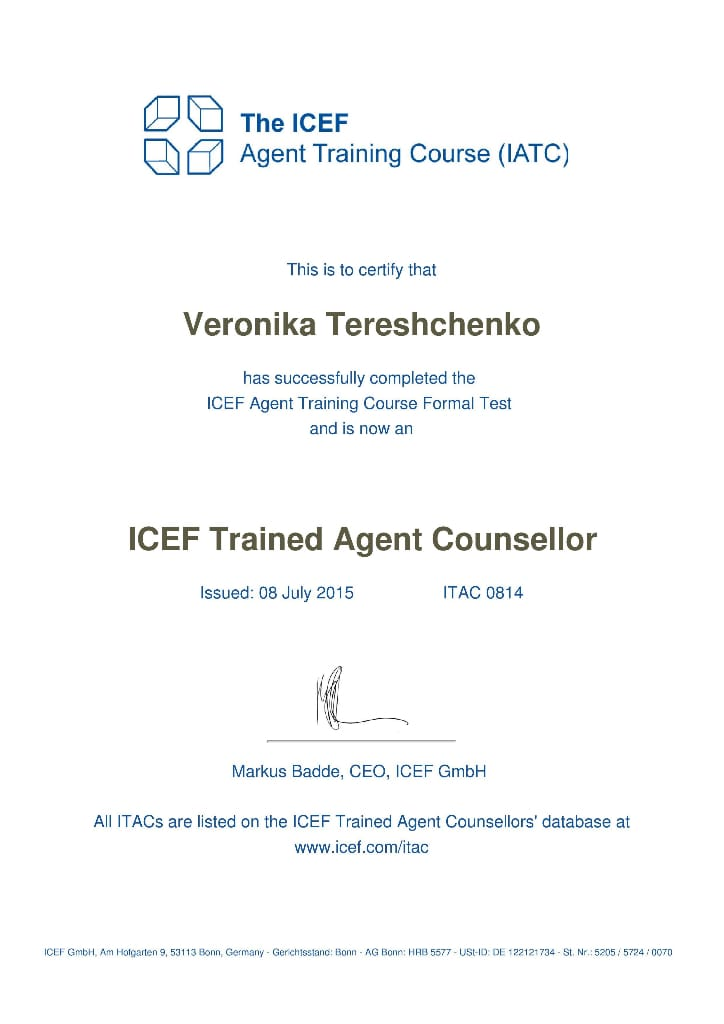 The ICEF
Agent Training Course (IATC)
This is to certify that
Veronika Tereshchenko
has successfully completed the
ICEF Agent Training Course Formal Test
and is now an
ICEF Trained Agent Counsellor
Issued: 08 July 2015 ITAC 0814
Markus Badde, CEO, ICEF GmbH
All ITACs are listed on the ICEF Trained Agent Counsellors' database at
www.icef.com/itac
ICEF GmbH, Am Hofgarten 9, 53113 Bonn, Germany - Gerichtsstand: Bonn - AG Bonn: HRB 5577 - USt-ID: DE 122121734 - St. Nr.: 5205 / 5724 / 0070